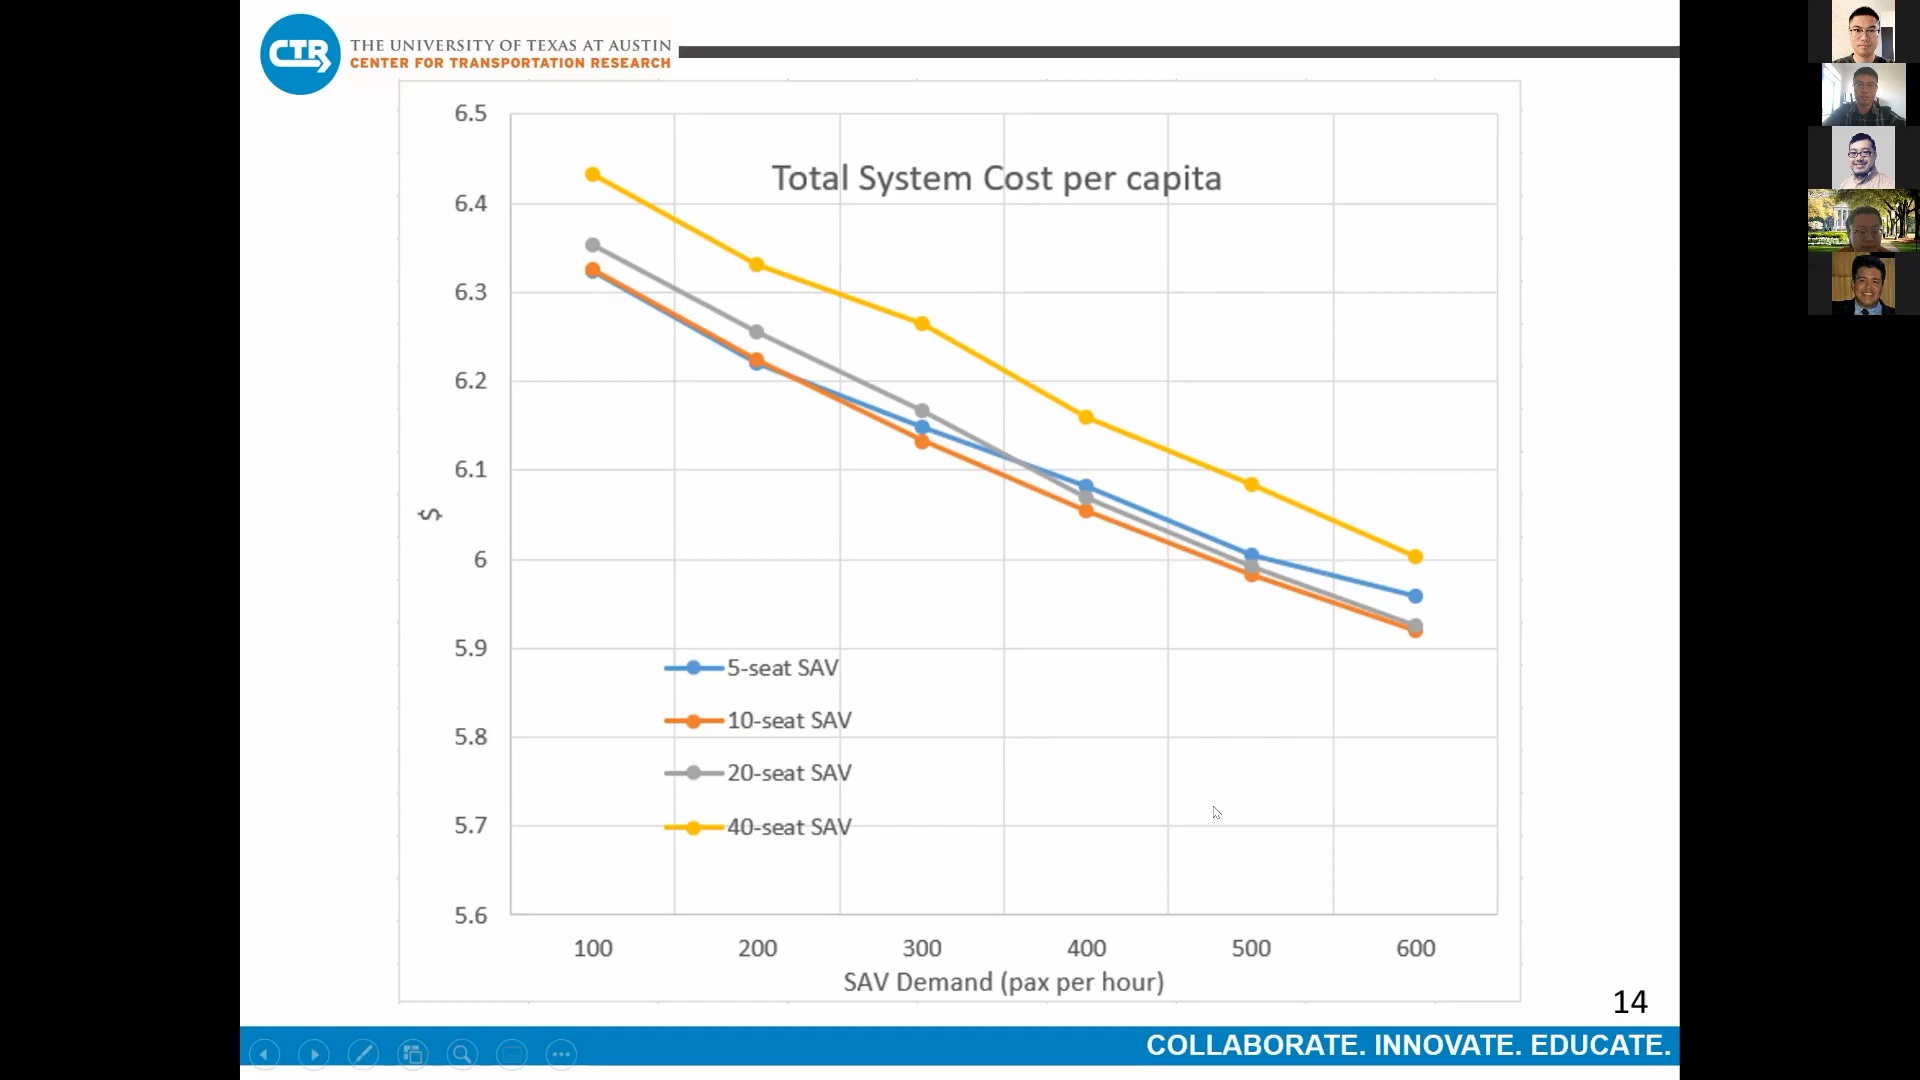 CTR
THE UNIVERSITY OF TEXAS AT AUSTIN
CENTER FOR TRANSPORTATION RESEARCH
Total System Cost per capita
6.5
6.4
6.3
6.2
6.1
6
5.9
5.8
5.7
5.6
$
5-seat SAV
10-seat SAV
20-seat SAV
40-seat SAV
100 200 300 400 500 600
SAV Demand (pax per hour)
14
COLLABORATE. INNOVATE. EDUCATE.